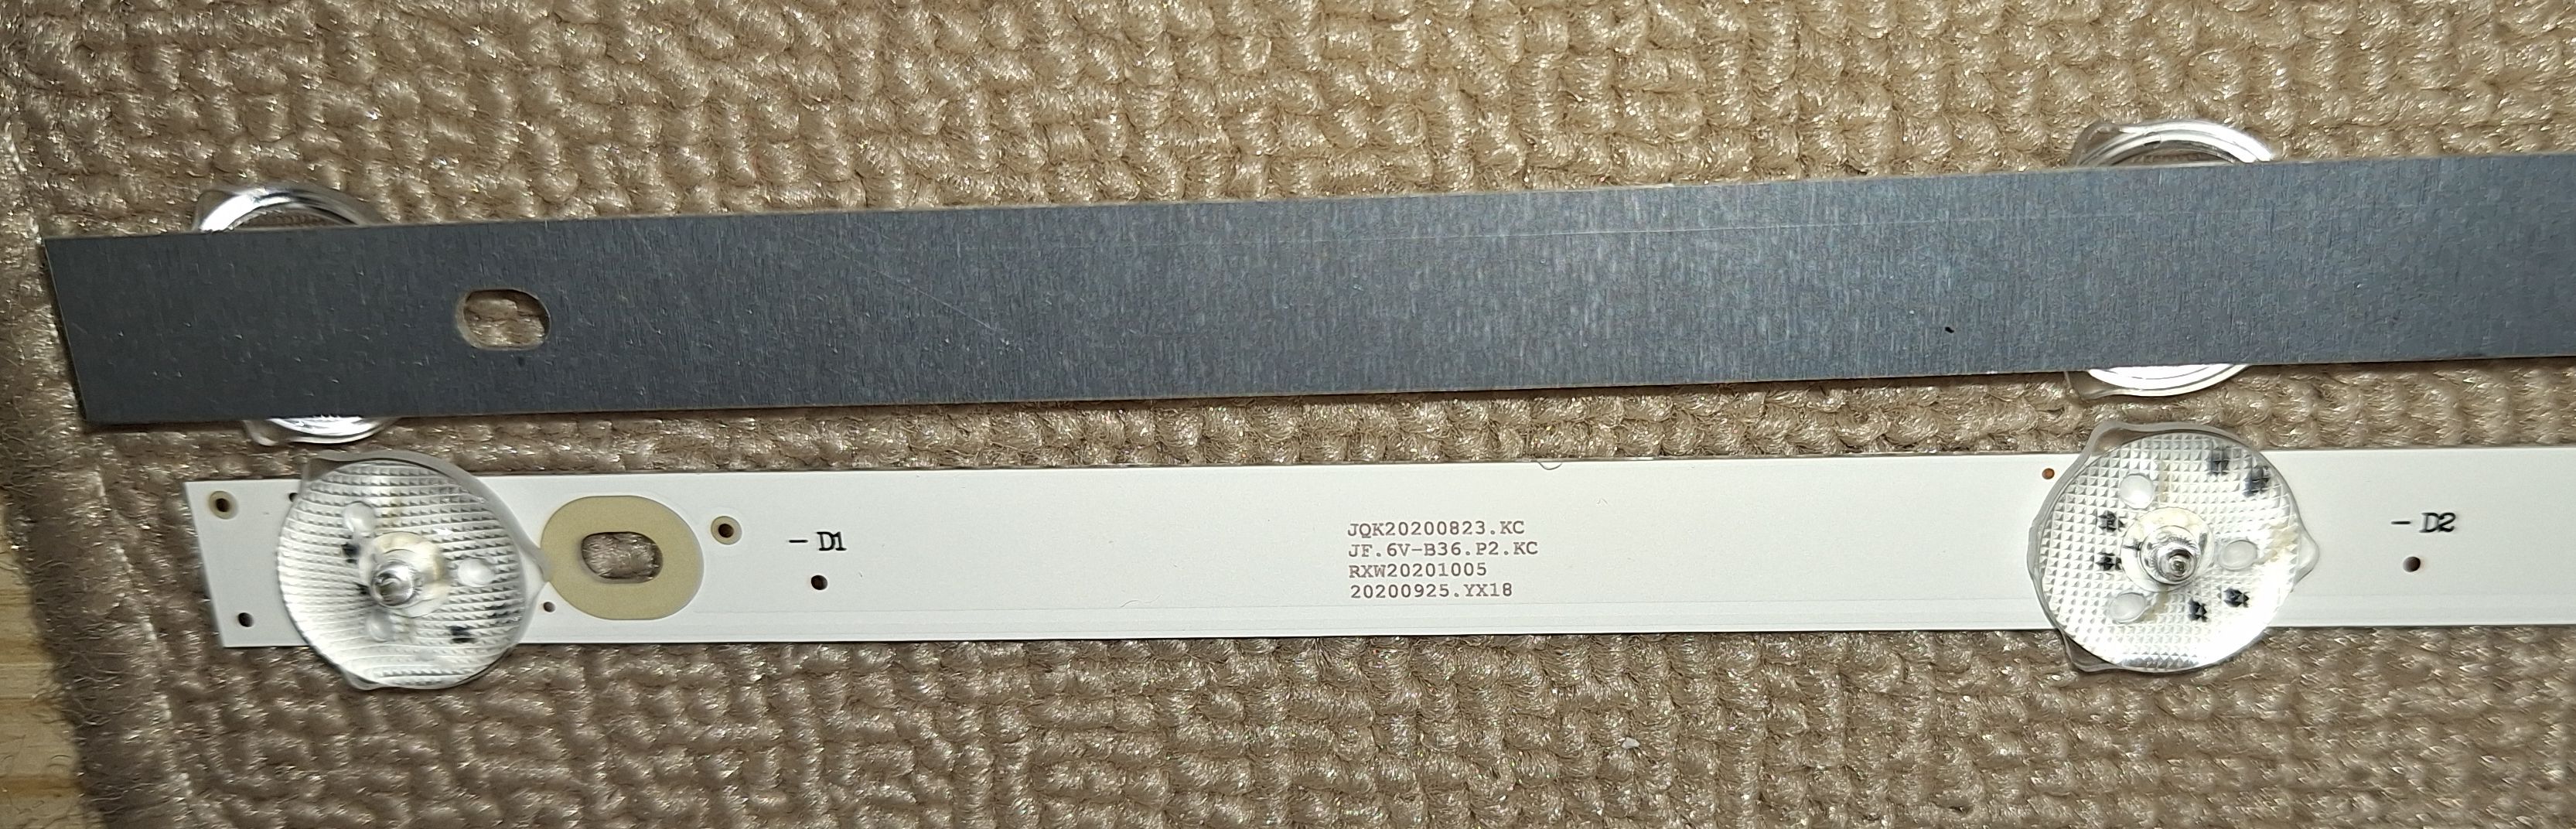 - D1
JQK20200823.KC
JF.6V-B36.P2.KC
RXW20201005
20200925.YX18
- D2